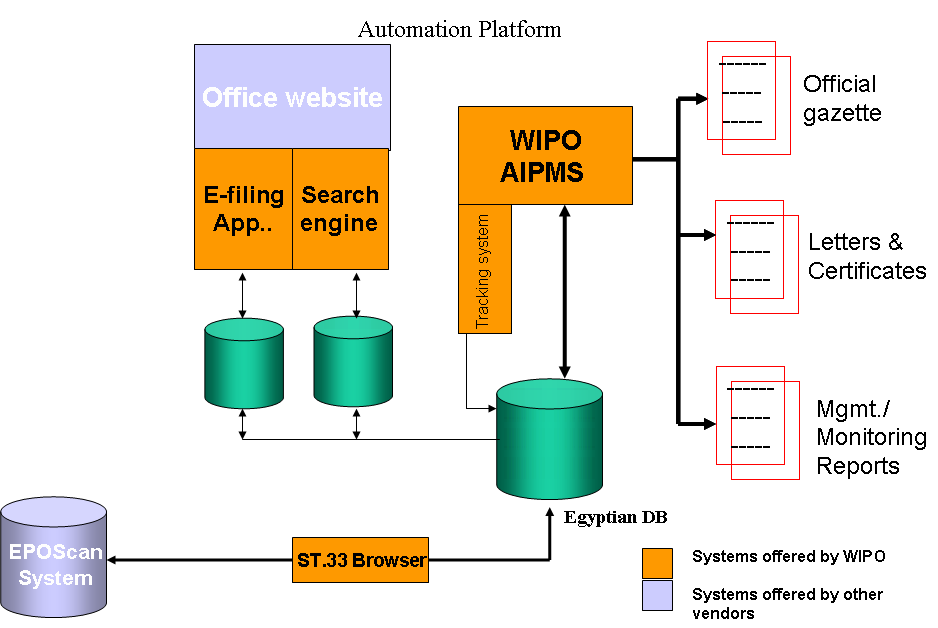 Automation Platform
Office website
E-filing
App..
Search
engine
WIPO
AIPMS
Tracking system
Official
gazette
Letters &
Certificates
Mgmt./
Monitoring
Reports
Egyptian DB
EPOScan
System
ST.33 Browser
Systems offered by WIPO
Systems offered by other
vendors